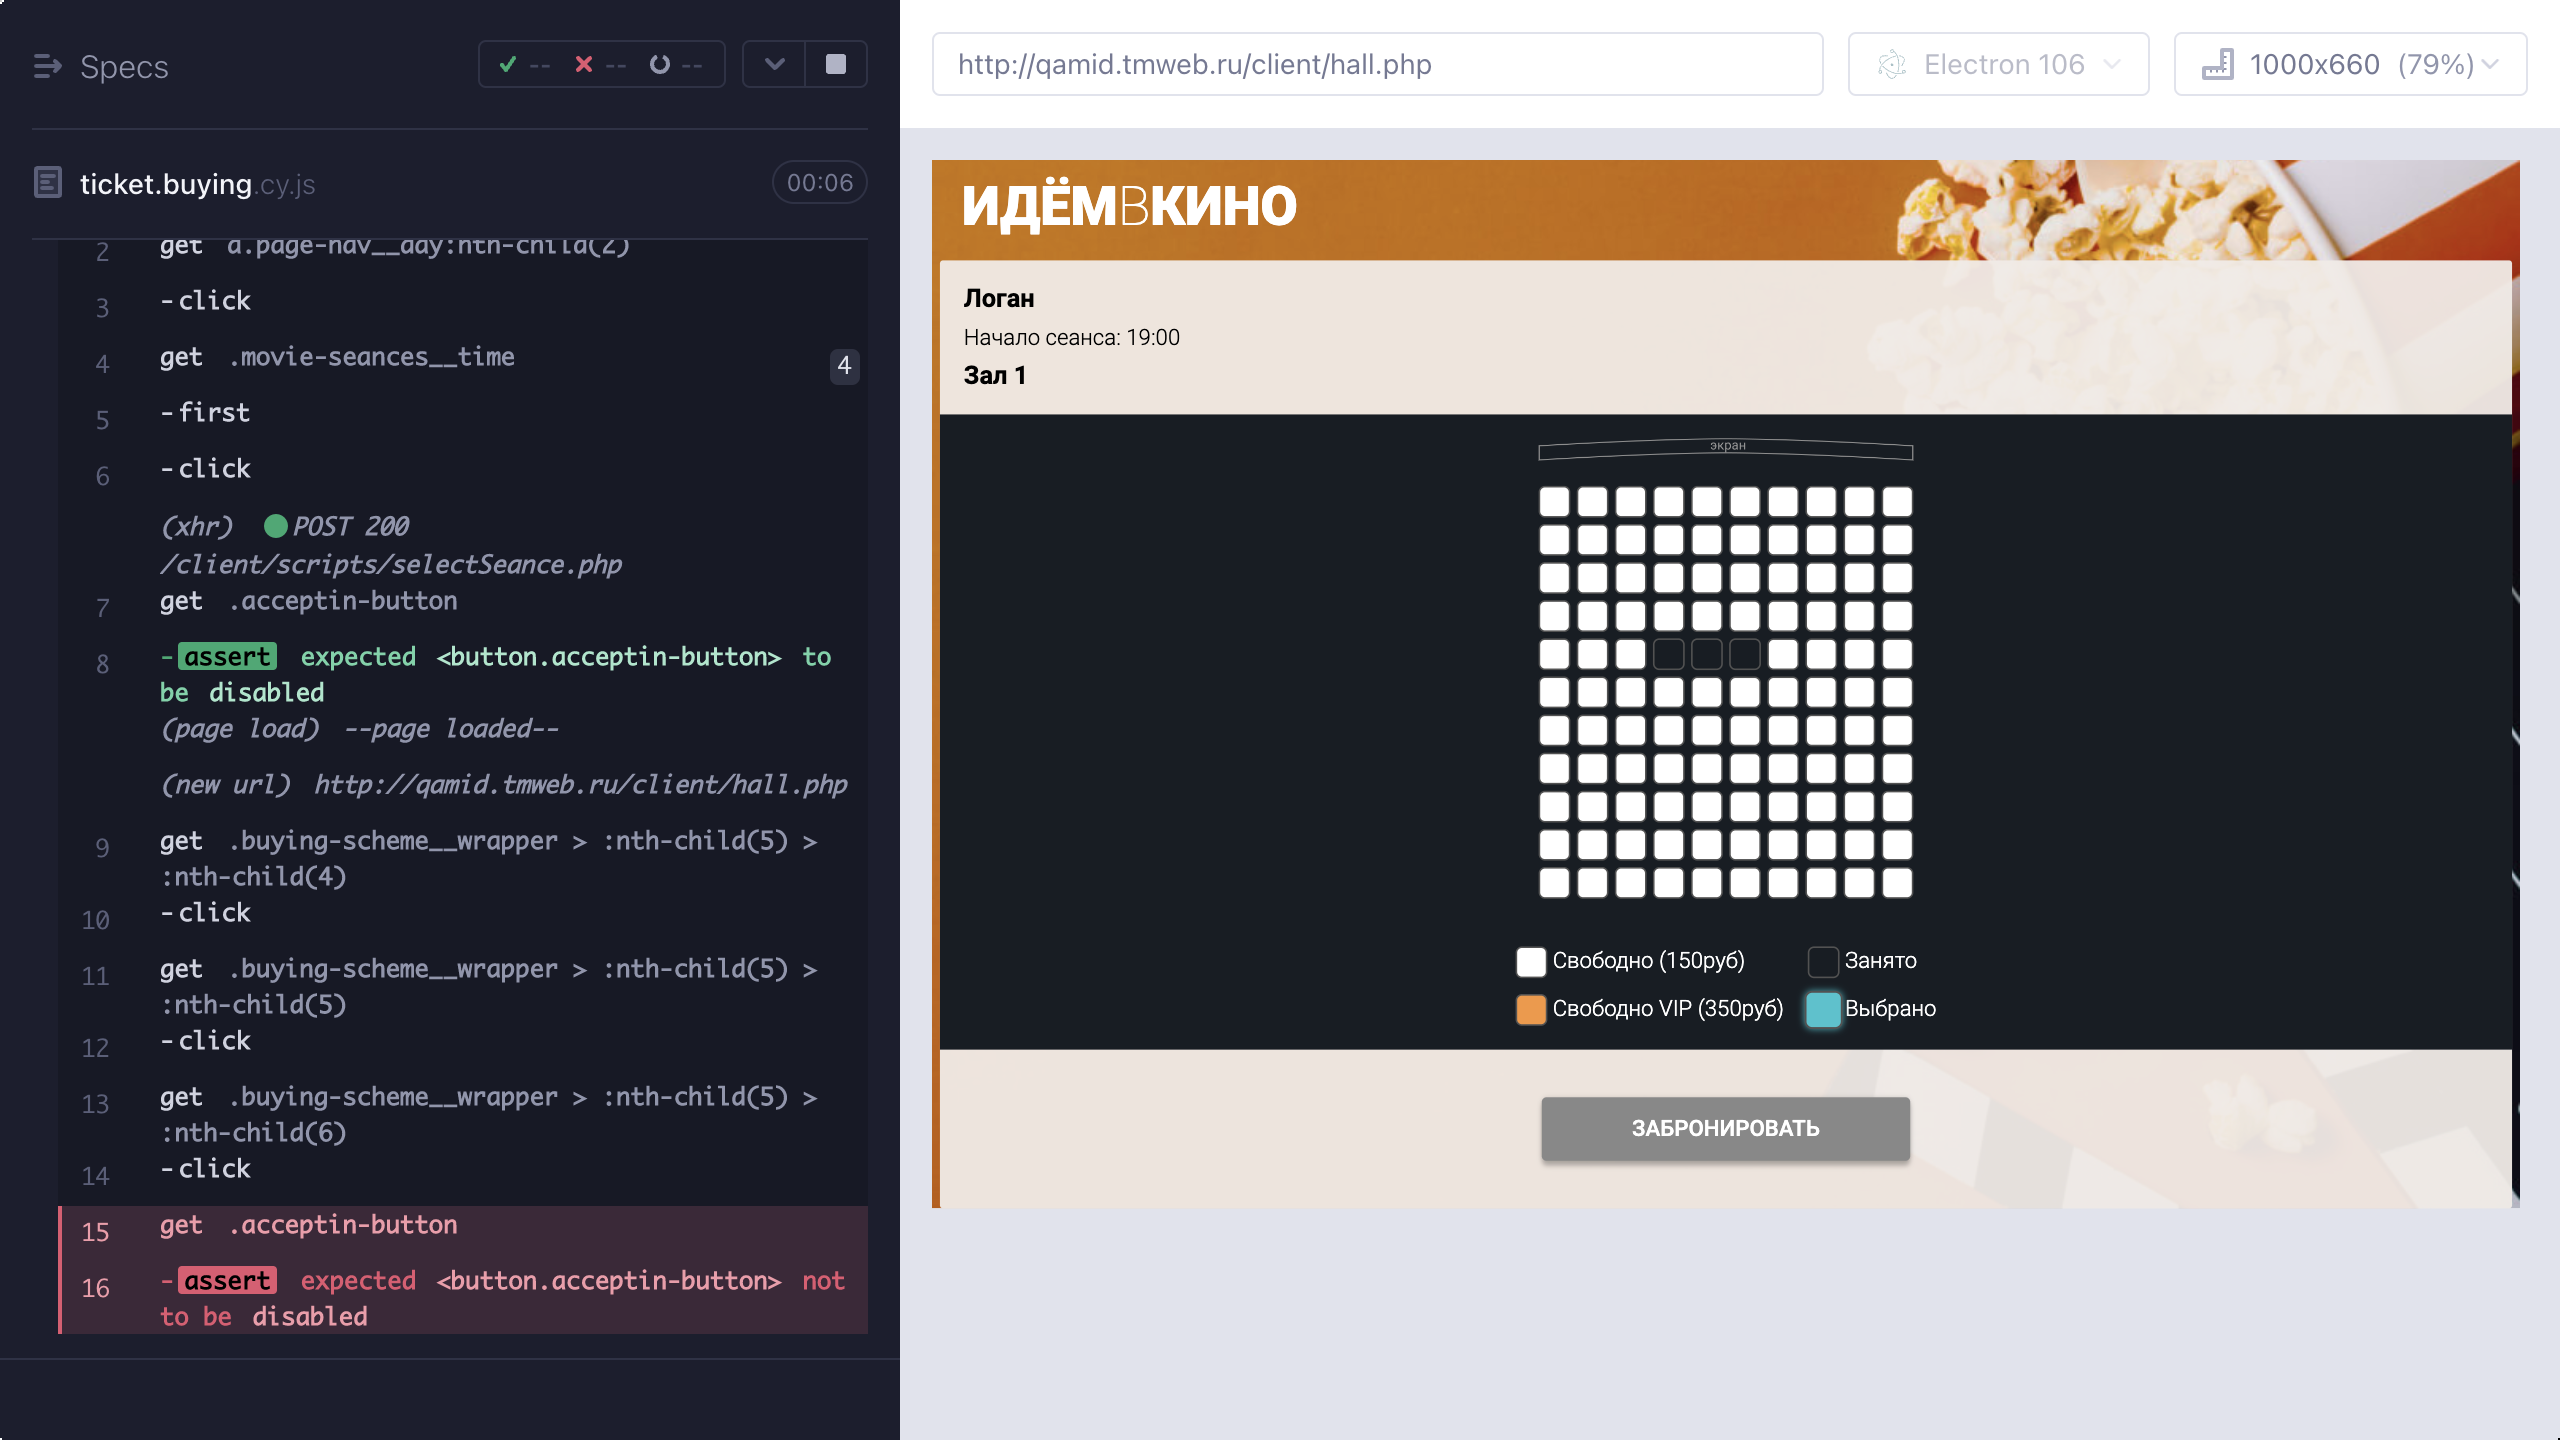 Specs
-- -- --
http://qamid.tmweb.ru/client/hall.php
Electron 106
1000x660 (79%)
ticket.buying.cy.js
00:06
2 get a.page-nav__day:nth-child(2)
3 -click
4 get .movie-seances__time 4
5 -first
6 -click
(xhr) POST 200
/client/scripts/selectSeance.php
7 get .acceptin-button
8 -assert expected <button.acceptin-button> to
be disabled
(page load) --page loaded--
(new url) http://qamid.tmweb.ru/client/hall.php
9 get .buying-scheme__wrapper > :nth-child(5) >
:nth-child(4)
10 -click
11 get .buying-scheme__wrapper > :nth-child(5) >
:nth-child(5)
12 -click
13 get .buying-scheme__wrapper > :nth-child(5) >
:nth-child(6)
14 -click
15 get .acceptin-button
16 -assert expected <button.acceptin-button> not
to be disabled
ИДЁМВКИНО
Логан
Начало сеанса: 19:00
Зал 1
экран
Свободно (150руб)
Занято
Свободно VIP (350руб)
Выбрано
ЗАБРОНИРОВАТЬ